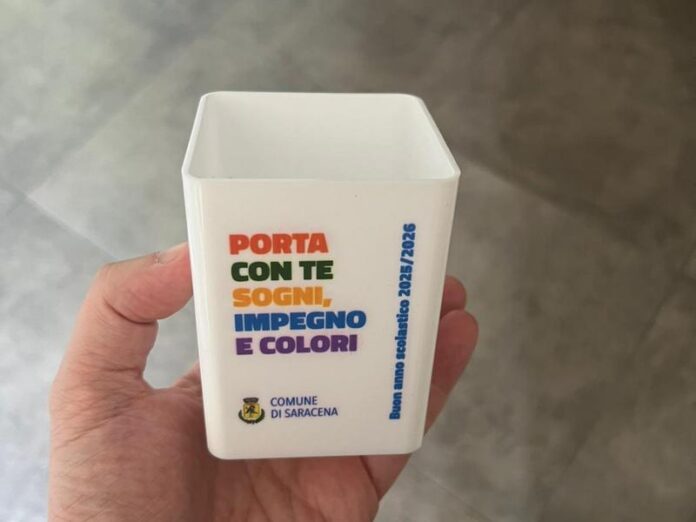 PORTA
CON TE
SOGNI,
IMPEGNO
E COLORI
COMUNE
DI SARACENA
Buon anno scolastico 2025/2026